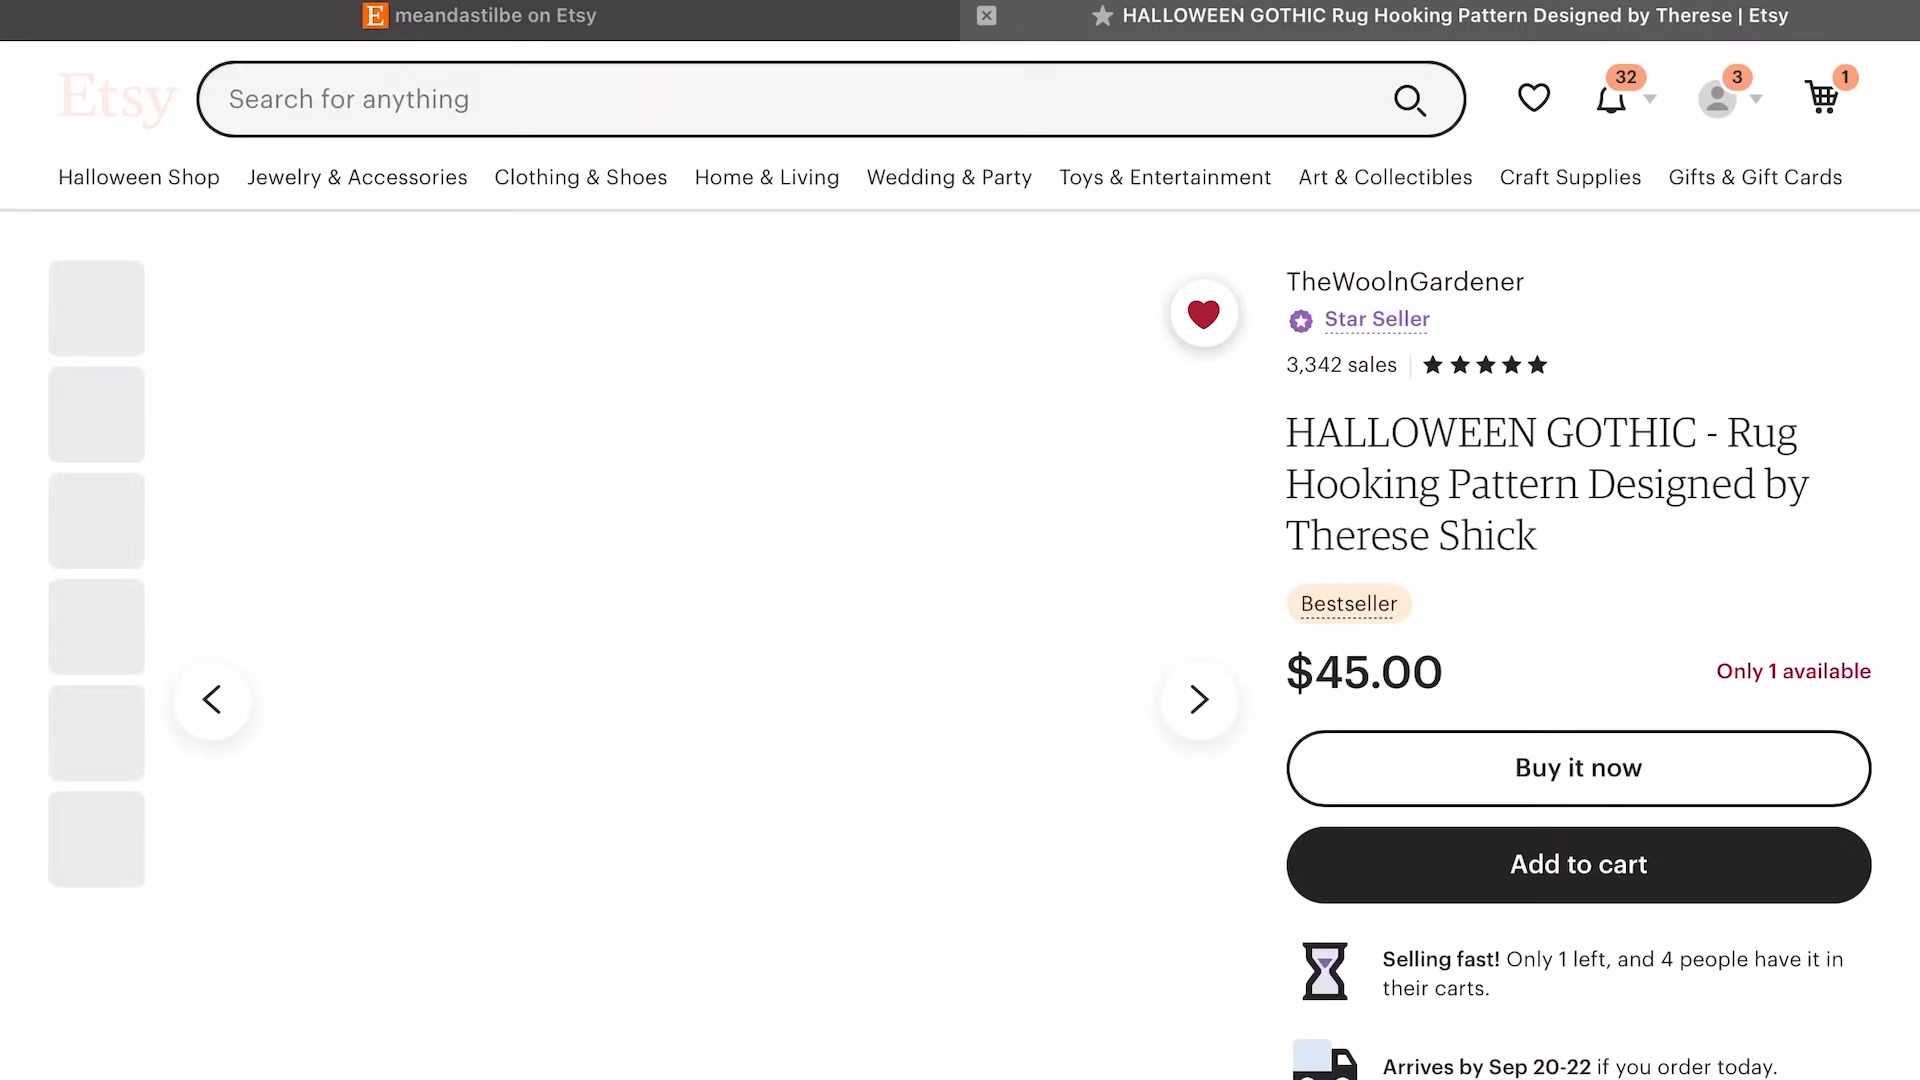 meandastilbe on Etsy
HALLOWEEN GOTHIC Rug Hooking Pattern Designed by Therese | Etsy
Etsy
Search for anything
32
3
1
Halloween Shop
Jewelry & Accessories
Clothing & Shoes
Home & Living
Wedding & Party
Toys & Entertainment
Art & Collectibles
Craft Supplies
Gifts & Gift Cards
TheWoolnGardener
Star Seller
3,342 sales
HALLOWEEN GOTHIC - Rug
Hooking Pattern Designed by
Therese Shick
Bestseller
$45.00
Only 1 available
Buy it now
Add to cart
Selling fast! Only 1 left, and 4 people have it in
their carts.
Arrives by Sep 20-22 if you order today.